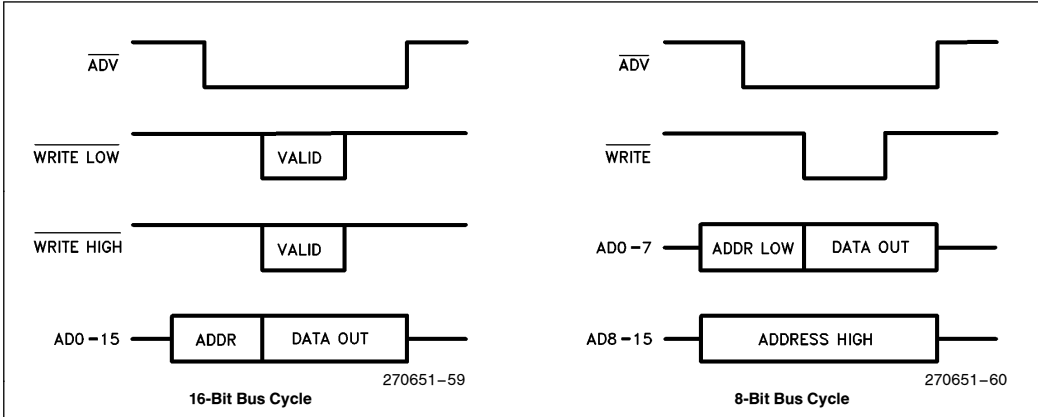 ADV
WRITE LOW
VALID
WRITE HIGH
VALID
AD0-15
ADDR
DATA OUT
270651-59
16-Bit Bus Cycle
ADV
WRITE
AD0-7
ADDR LOW
DATA OUT
AD8-15
ADDRESS HIGH
270651-60
8-Bit Bus Cycle